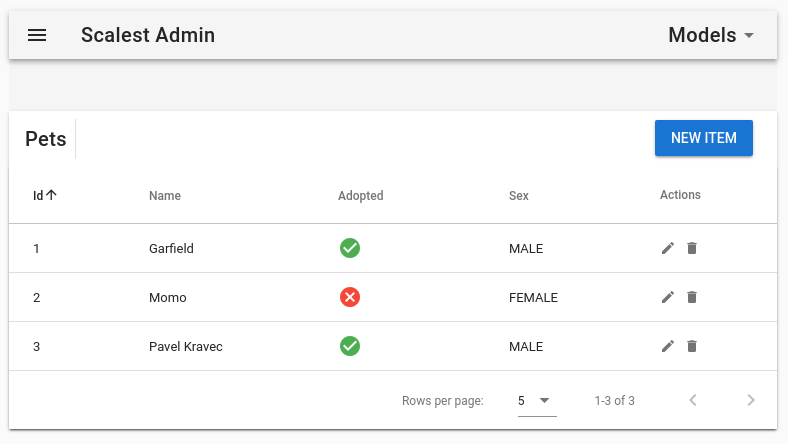 Scalest Admin Models
Pets NEW ITEM
Id Name Adopted Sex Actions
1 Garfield MALE
2 Momo FEMALE
3 Pavel Kravec MALE
Rows per page: 5 1-3 of 3